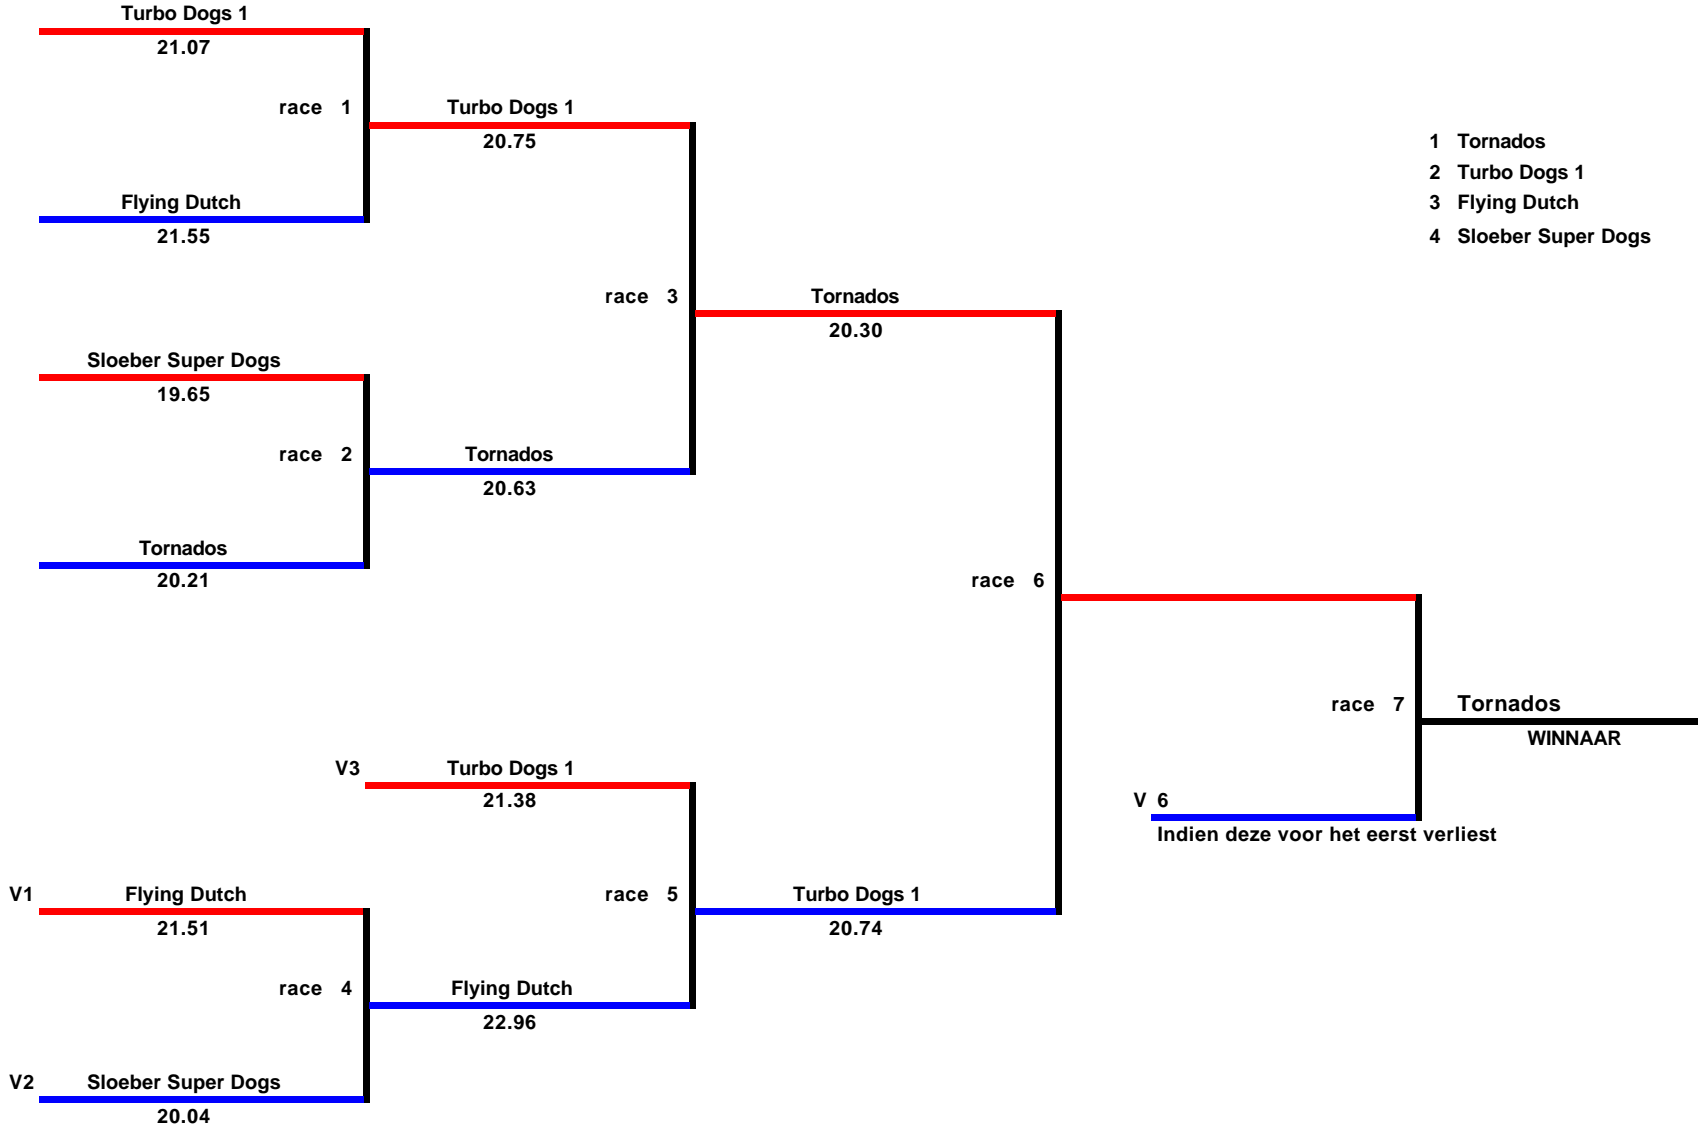 Turbo Dogs 1
21.07
race 1
Turbo Dogs 1
20.75
Flying Dutch
21.55
1 Tornados
2 Turbo Dogs 1
3 Flying Dutch
4 Sloeber Super Dogs
race 3
Tornados
20.30
Sloeber Super Dogs
19.65
race 2
Tornados
20.63
Tornados
20.21
race 6
race 7
Tornados
WINNAAR
V3
Turbo Dogs 1
21.38
V 6
Indien deze voor het eerst verliest
V1
Flying Dutch
21.51
race 5
Turbo Dogs 1
20.74
race 4
Flying Dutch
22.96
V2
Sloeber Super Dogs
20.04